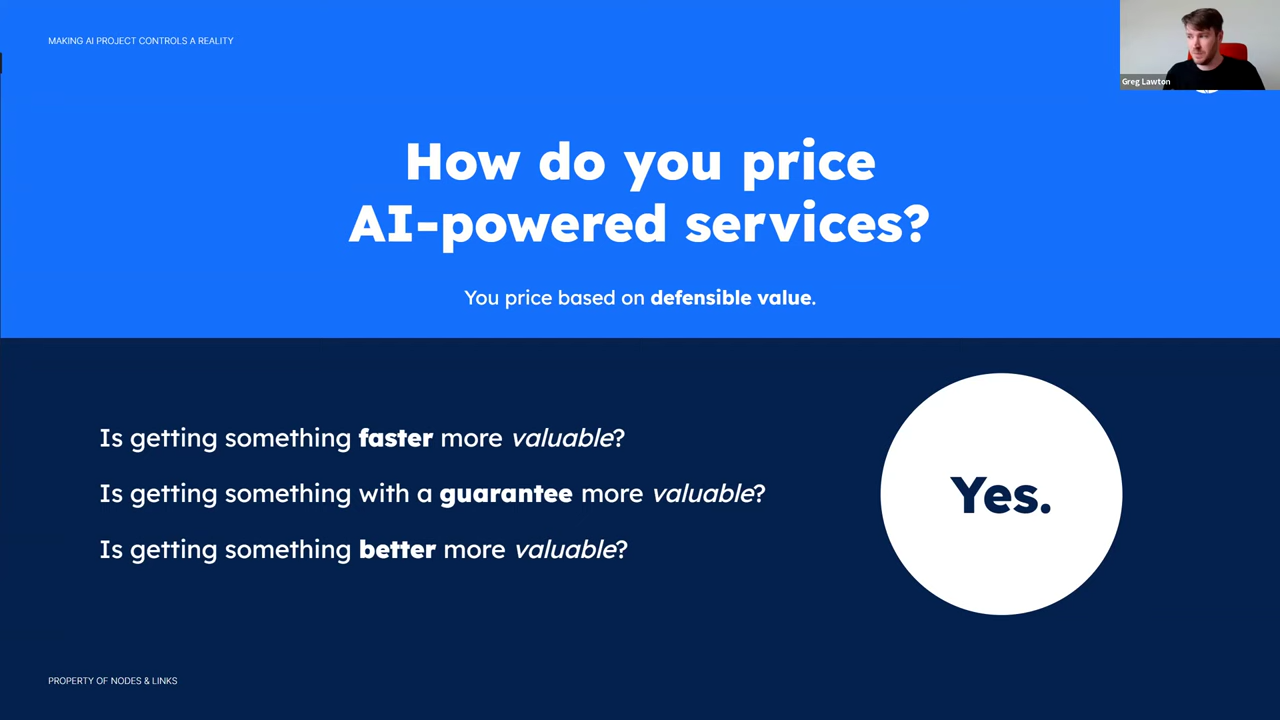 MAKING AI PROJECT CONTROLS A REALITY
Greg Lawton
How do you price
AI-powered services?
You price based on defensible value.
Is getting something faster more valuable?
Is getting something with a guarantee more valuable?
Is getting something better more valuable?
Yes.
PROPERTY OF NODES & LINKS